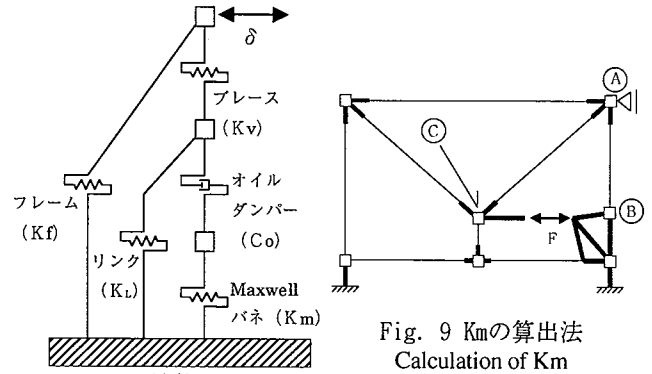 δ
ブレース
(Kv)
フレーム
(Kf)
オイル
ダンパー
(Co)
リンク
(KL)
Maxwell
バネ (Km)
A
C
B
F
Fig. 9 Kmの算出法
Calculation of Km